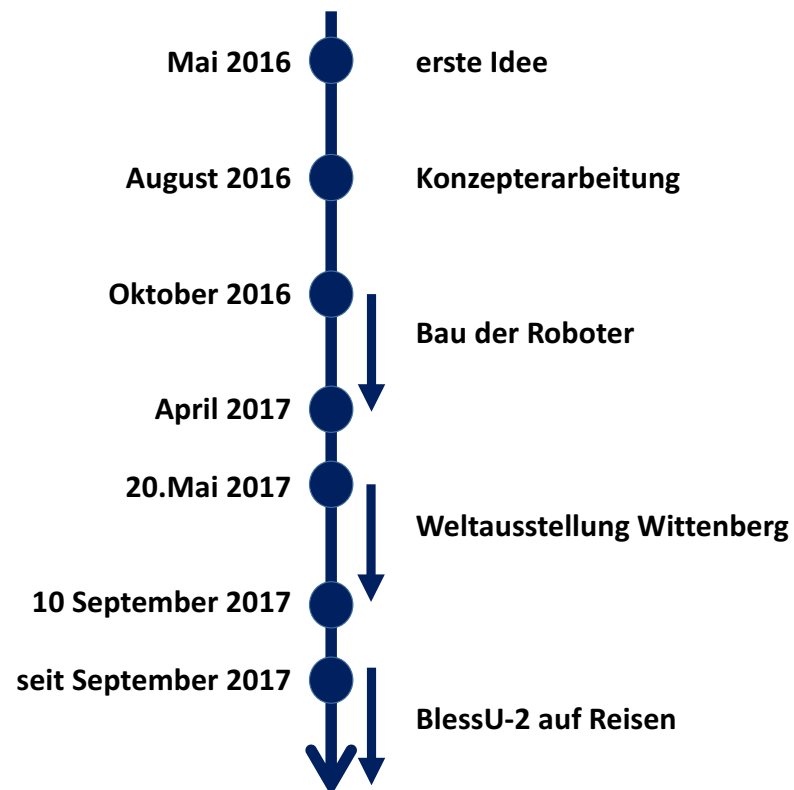 Mai 2016 erste Idee
August 2016 Konzepterarbeitung
Oktober 2016
Bau der Roboter
April 2017
20.Mai 2017
Weltausstellung Wittenberg
10 September 2017
seit September 2017
BlessU-2 auf Reisen